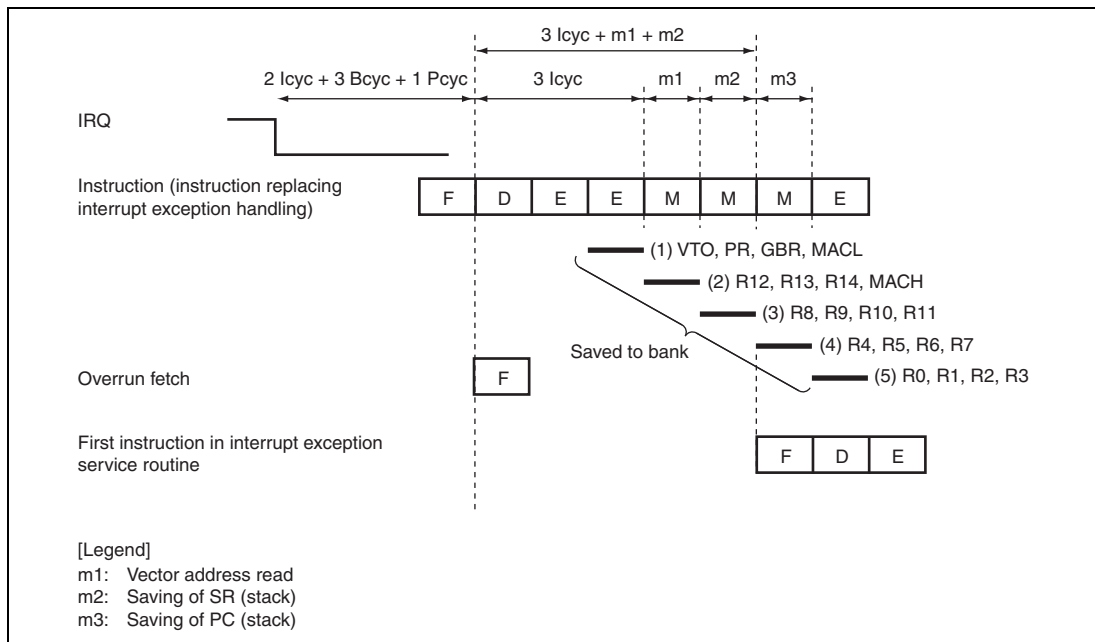 3 Icyc + m1 + m2
2 Icyc + 3 Bcyc + 1 Pcyc
3 Icyc
m1
m2
m3
IRQ
Instruction (instruction replacing
interrupt exception handling)
F D E E M M M E
(1) VTO, PR, GBR, MACL
(2) R12, R13, R14, MACH
(3) R8, R9, R10, R11
Saved to bank
(4) R4, R5, R6, R7
Overrun fetch
F
(5) R0, R1, R2, R3
First instruction in interrupt exception
service routine
F D E
[Legend]
m1: Vector address read
m2: Saving of SR (stack)
m3: Saving of PC (stack)